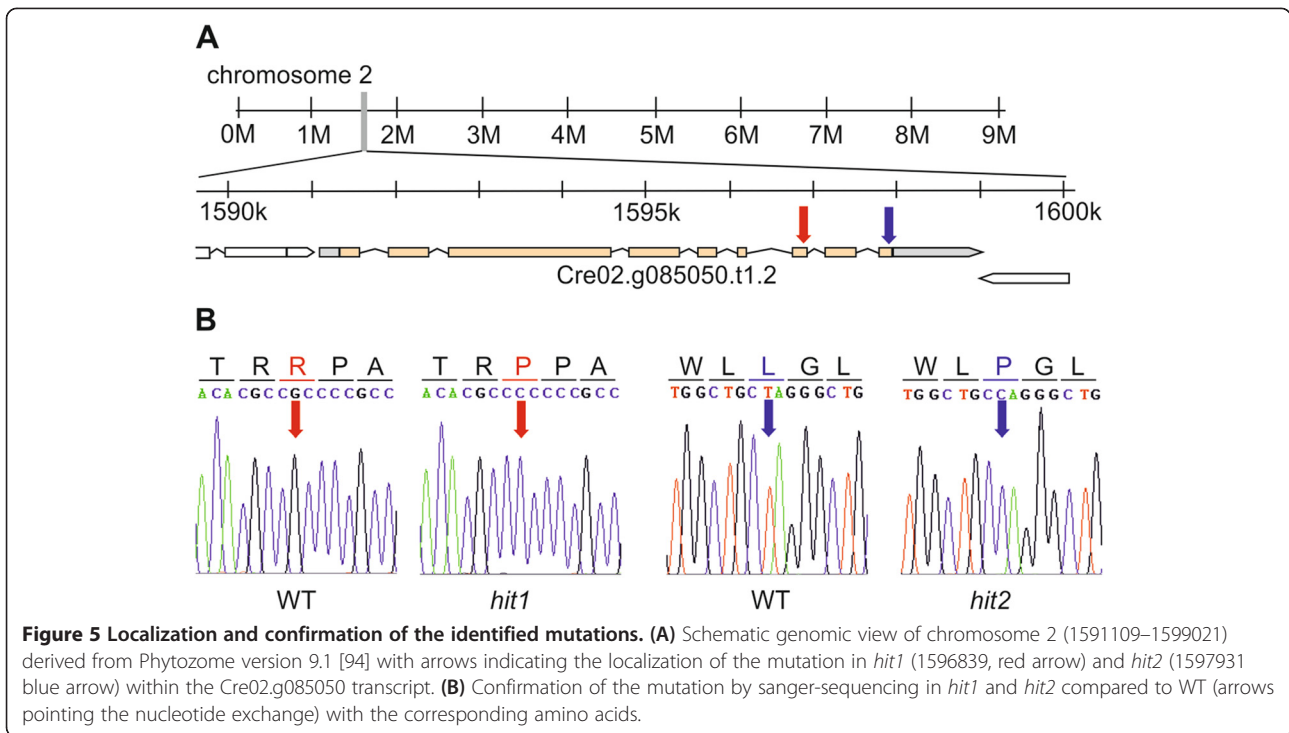 A
chromosome 2
0M 1M 2M 3M 4M 5M 6M 7M 8M 9M
1590k 1595k 1600k
Cre02.g085050.t1.2
B
T R R P A T R P P A W L L G L W L P G L
ACACGCCGCCCCGCC ACACGCCCCCCCGCC TGGCTGCTAGGGCTG TGGCTGCCAGGGCTG
WT hit1 WT hit2
Figure 5 Localization and confirmation of the identified mutations. (A) Schematic genomic view of chromosome 2 (1591109–1599021)
derived from Phytozome version 9.1 [94] with arrows indicating the localization of the mutation in hit1 (1596839, red arrow) and hit2 (1597931
blue arrow) within the Cre02.g085050 transcript. (B) Confirmation of the mutation by sanger-sequencing in hit1 and hit2 compared to WT (arrows
pointing the nucleotide exchange) with the corresponding amino acids.